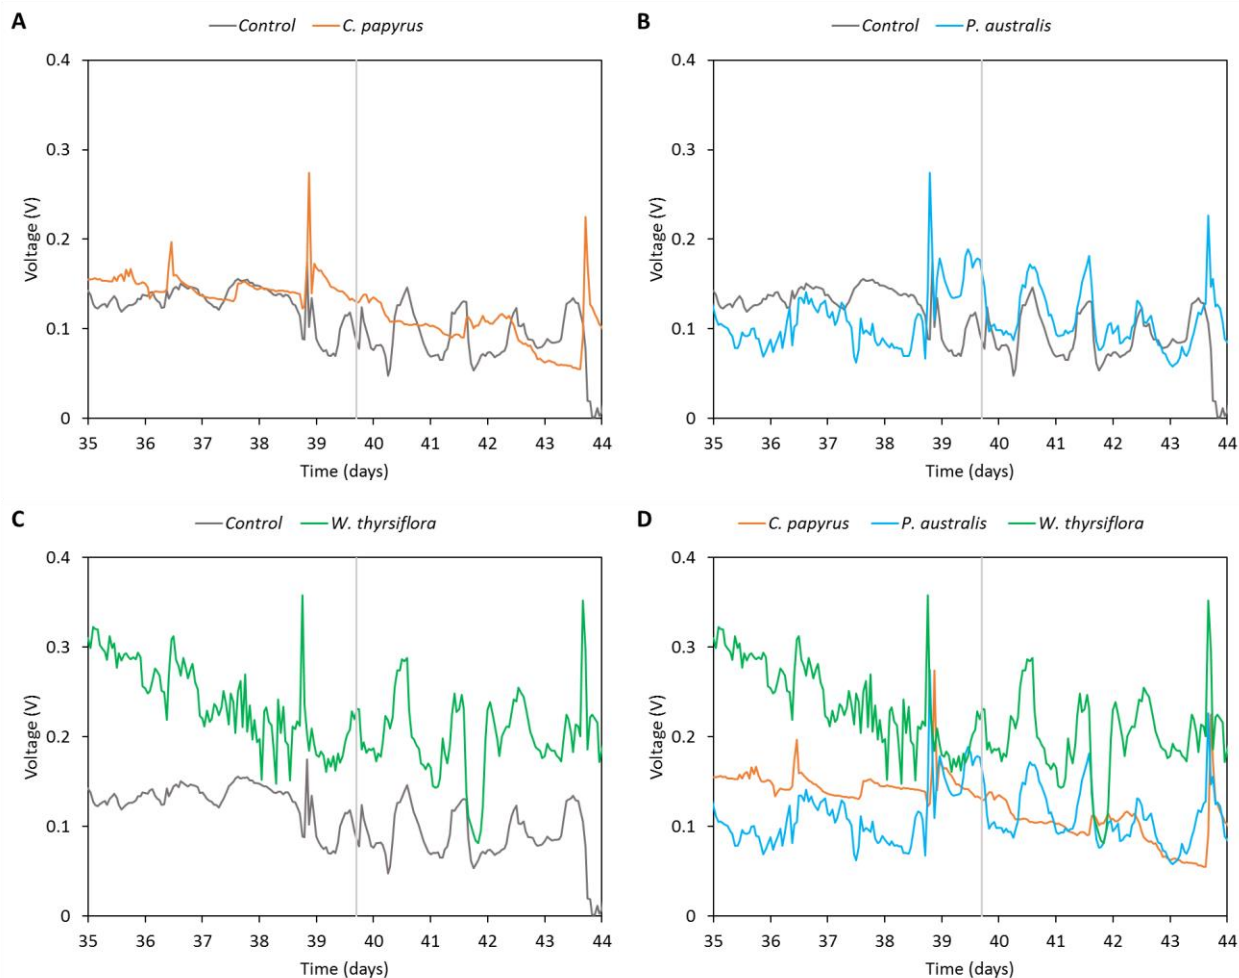 A
Control C. papyrus
0.4
0.3
0.2
0.1
0
Voltage (V)
35 36 37 38 39 40 41 42 43 44
Time (days)
B
Control P. australis
0.4
0.3
0.2
0.1
0
Voltage (V)
35 36 37 38 39 40 41 42 43 44
Time (days)
C
Control W. thyrsiflora
0.4
0.3
0.2
0.1
0
Voltage (V)
35 36 37 38 39 40 41 42 43 44
Time (days)
D
C. papyrus P. australis W. thyrsiflora
0.4
0.3
0.2
0.1
0
Voltage (V)
35 36 37 38 39 40 41 42 43 44
Time (days)